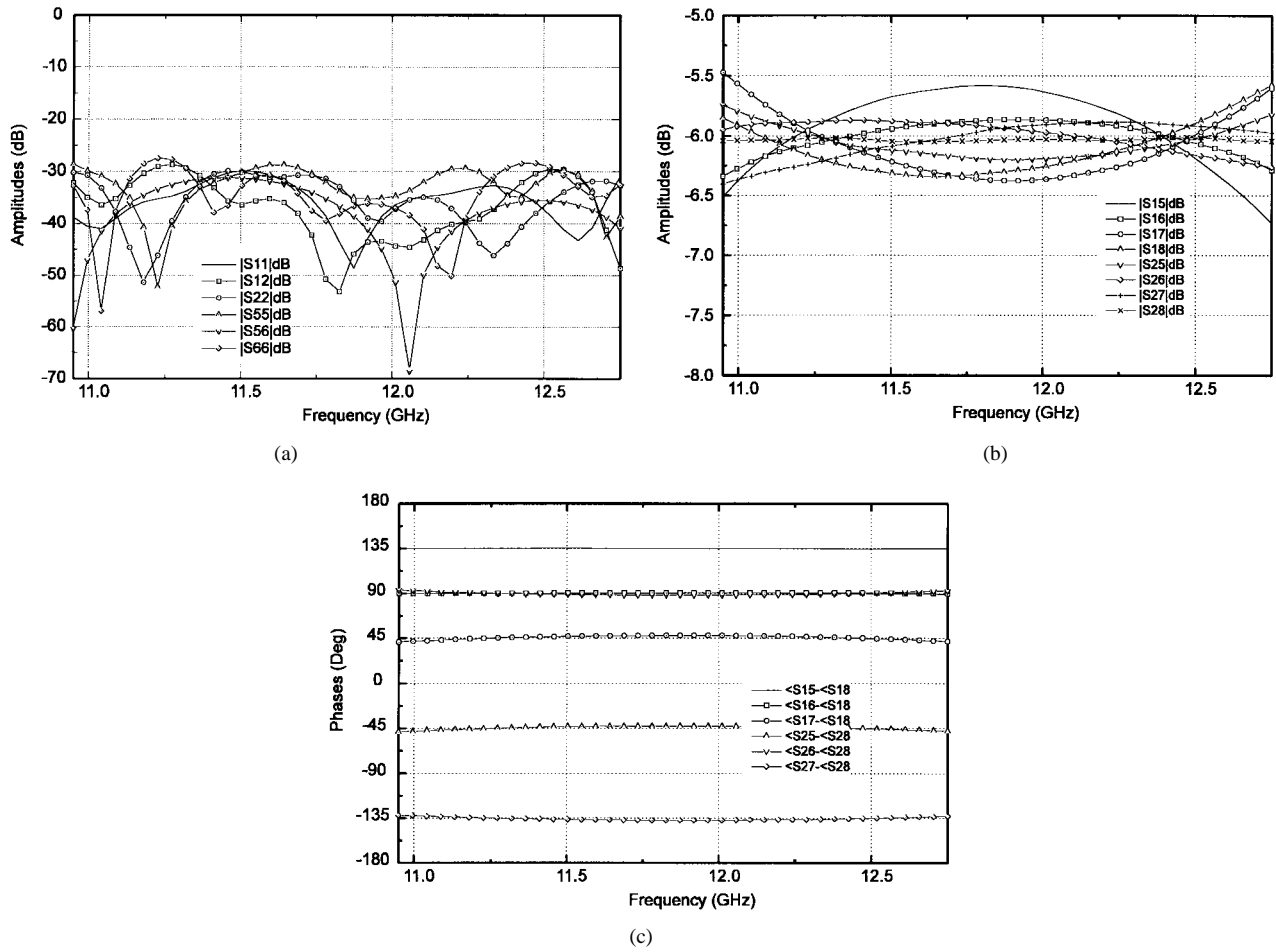 0
-10
-20
-30
-40
-50
-60
-70
Amplitudes (dB)
|S11|dB
|S12|dB
|S22|dB
|S55|dB
|S56|dB
|S66|dB
11.0 11.5 12.0 12.5
Frequency (GHz)
(a)
-5.0
-5.5
-6.0
-6.5
-7.0
-7.5
-8.0
Amplitudes (dB)
|S15|dB
|S16|dB
|S17|dB
|S18|dB
|S25|dB
|S26|dB
|S27|dB
|S28|dB
11.0 11.5 12.0 12.5
Frequency (GHz)
(b)
180
135
90
45
0
-45
-90
-135
-180
Phases (Deg)
<S15-<S18
<S16-<S18
<S17-<S18
<S25-<S28
<S26-<S28
<S27-<S28
11.0 11.5 12.0 12.5
Frequency (GHz)
(c)